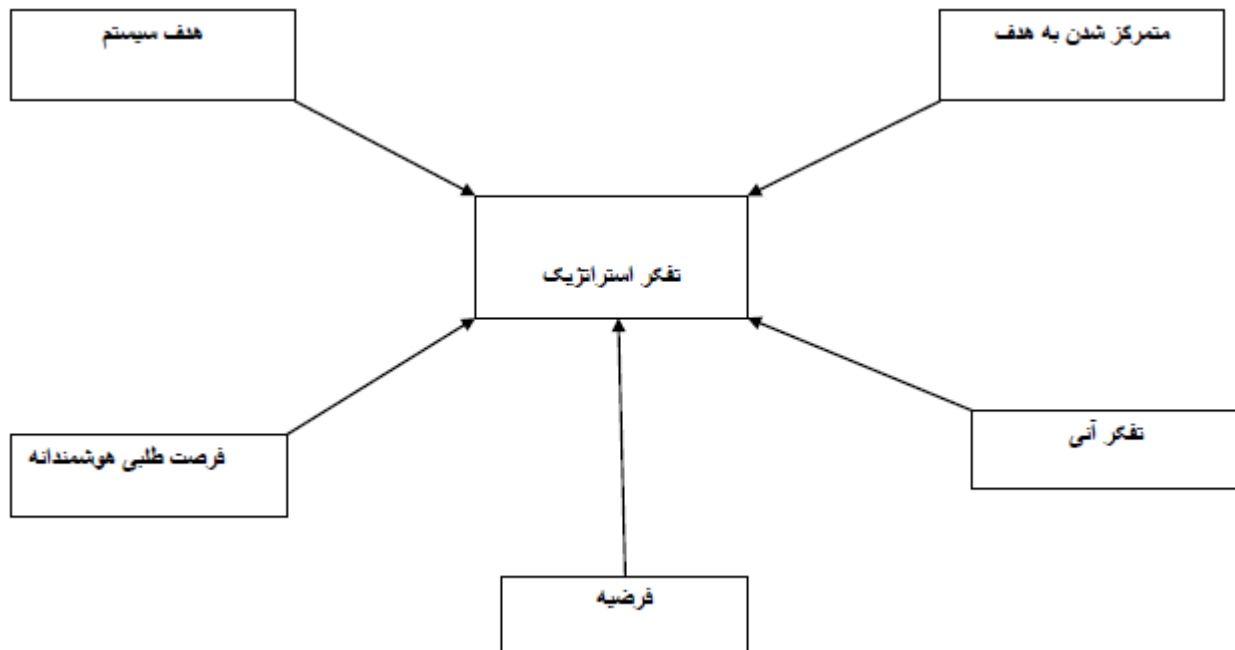 متمرکز شدن به هدف
هدف سیستم
تفکر استراتژیک
تفکر آنی
فرصت طلبی هوشمندانه
فرضیه